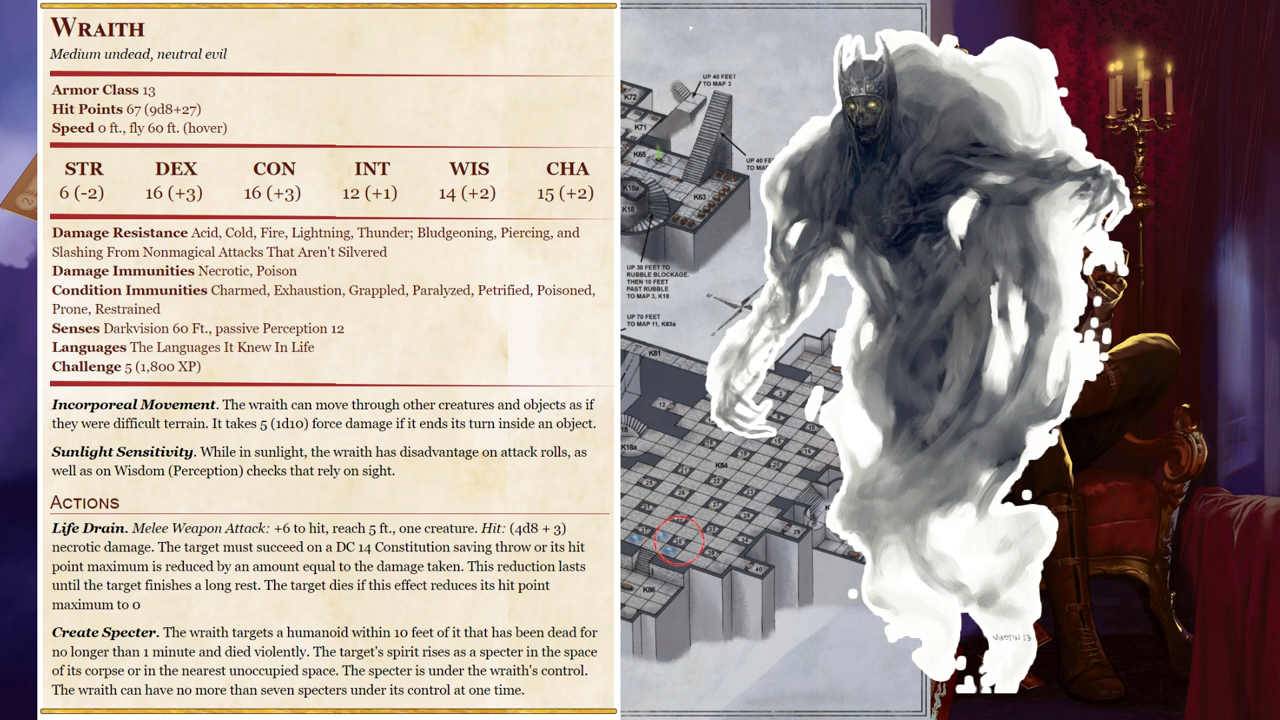 Wraith
Medium undead, neutral evil
Armor Class 13
Hit Points 67 (9d8+27)
Speed 0 ft., fly 60 ft. (hover)
STR DEX CON INT WIS CHA
6 (-2) 16 (+3) 16 (+3) 12 (+1) 14 (+2) 15 (+2)
Damage Resistance Acid, Cold, Fire, Lightning, Thunder; Bludgeoning, Piercing, and
Slashing From Nonmagical Attacks That Aren't Silvered
Damage Immunities Necrotic, Poison
Condition Immunities Charmed, Exhaustion, Grappled, Paralyzed, Petrified, Poisoned,
Prone, Restrained
Senses Darkvision 60 Ft., passive Perception 12
Languages The Languages It Knew In Life
Challenge 5 (1,800 XP)
Incorporeal Movement. The wraith can move through other creatures and objects as if
they were difficult terrain. It takes 5 (1d10) force damage if it ends its turn inside an object.
Sunlight Sensitivity. While in sunlight, the wraith has disadvantage on attack rolls, as
well as on Wisdom (Perception) checks that rely on sight.
Actions
Life Drain. Melee Weapon Attack: +6 to hit, reach 5 ft., one creature. Hit: (4d8 + 3)
necrotic damage. The target must succeed on a DC 14 Constitution saving throw or its hit
point maximum is reduced by an amount equal to the damage taken. This reduction lasts
until the target finishes a long rest. The target dies if this effect reduces its hit point
maximum to 0
Create Specter. The wraith targets a humanoid within 10 feet of it that has been dead for
no longer than 1 minute and died violently. The target's spirit rises as a specter in the space
of its corpse or in the nearest unoccupied space. The specter is under the wraith's control.
The wraith can have no more than seven specters under its control at one time.
UP 40 FEET
TO MAP 3
K72
K71
K65
UP 40
K18a
K63
K18
UP 30 FEET TO
RUBBLE BLOCKAGE.
THEN 10 FEET
PAST RUBBLE
TO MAP 3, K18
UP 70 FEET
TO MAP 11, K83a
K81
12
K18a
K84
40
K86